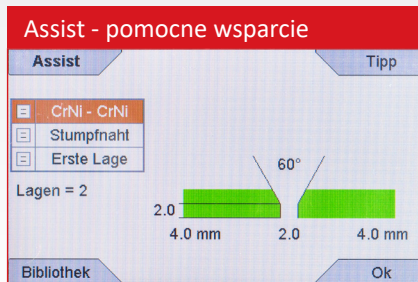 Assist - pomocne wsparcie
Assist
Tipp
CrNi - CrNi
Stumpfnaht
Erste Lage
Lagen = 2
60°
2.0
4.0 mm
2.0
4.0 mm
Bibliothek
Ok